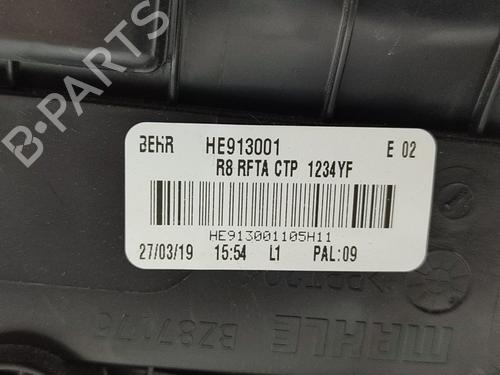 B-PARTS
BEHR HE913001 E 02
R8 RFTA CTP 1234YF
HE913001105H11
27/03/19 15:54 L1 PAL:09
MAHLE